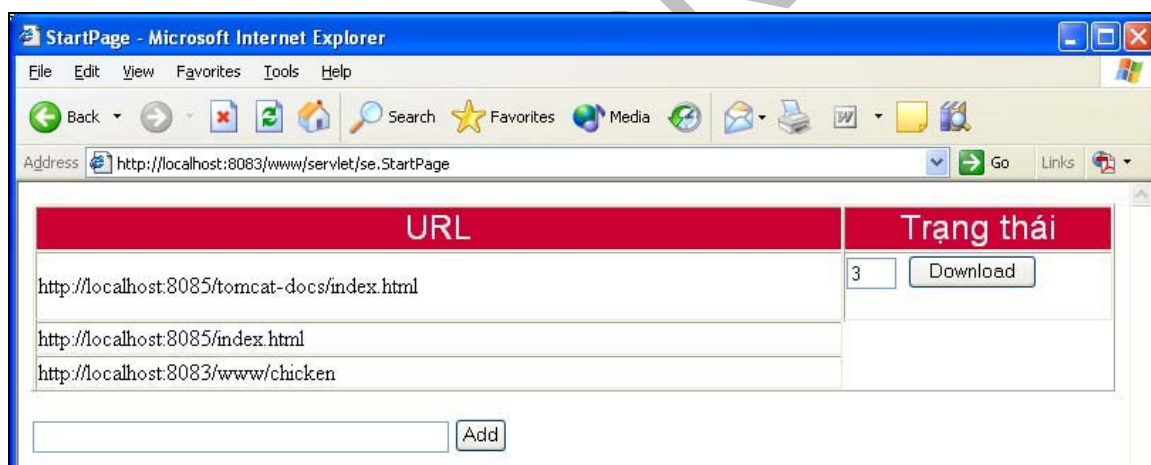 StartPage - Microsoft Internet Explorer
File Edit View Favorites Tools Help
Back Search Favorites Media
Address http://localhost:8083/www/servlet/se.StartPage Go Links
URL Trạng thái
http://localhost:8085/tomcat-docs/index.html 3 Download
http://localhost:8085/index.html
http://localhost:8083/www/chicken
Add